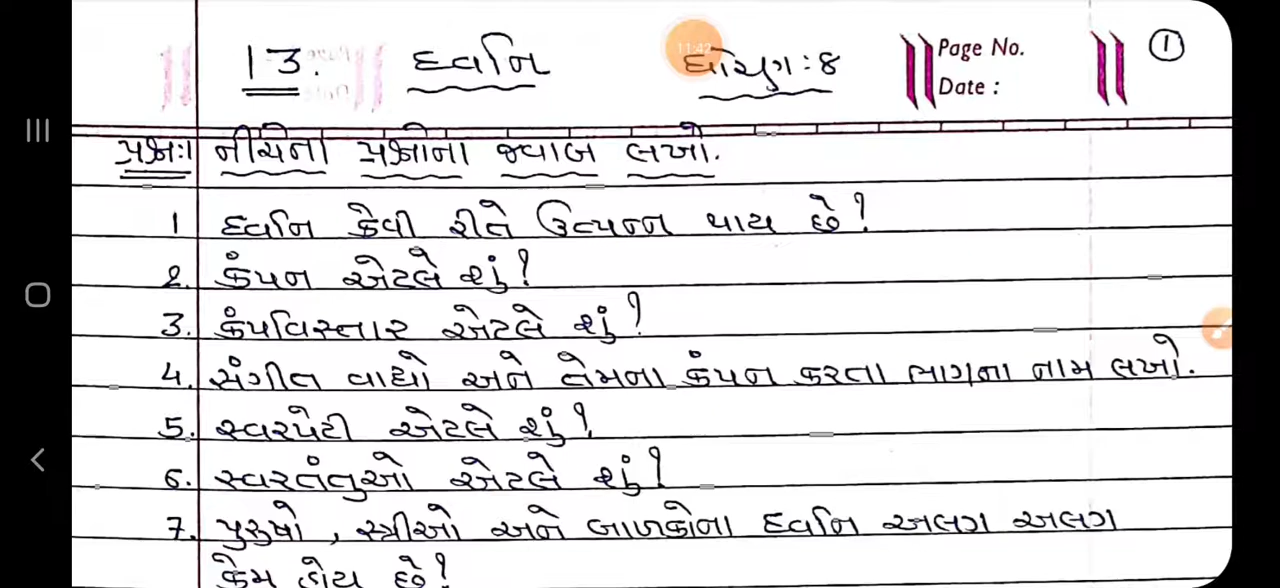 13. ધ્વનિ ધોરણ : ૪ Page No. 1
Date :
પ્રશ્ન:1 નીચેના પ્રશ્નોના જવાબ લખો.
1 ધ્વનિ કેવી રીતે ઉત્પન્ન થાય છે?
2. કંપન એટલે શું?
3. કંપવિસ્તાર એટલે શું?
4. સંગીત વાદ્યો અને તેમના કંપન કરતા ભાગના નામ લખો.
5. સ્વરપેટી એટલે શું?
6. સ્વરતંતુઓ એટલે શું?
7. પુરુષો, સ્ત્રીઓ અને બાળકોના ધ્વનિ અલગ અલગ
કેમ હોય છે?